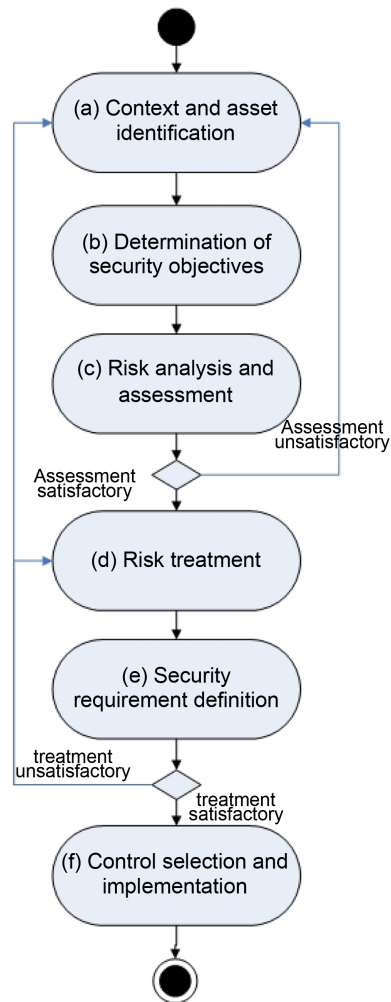 (a) Context and asset
identification
(b) Determination of
security objectives
(c) Risk analysis and
assessment
Assessment
unsatisfactory
Assessment
satisfactory
(d) Risk treatment
(e) Security
requirement definition
treatment
unsatisfactory
treatment
satisfactory
(f) Control selection and
implementation